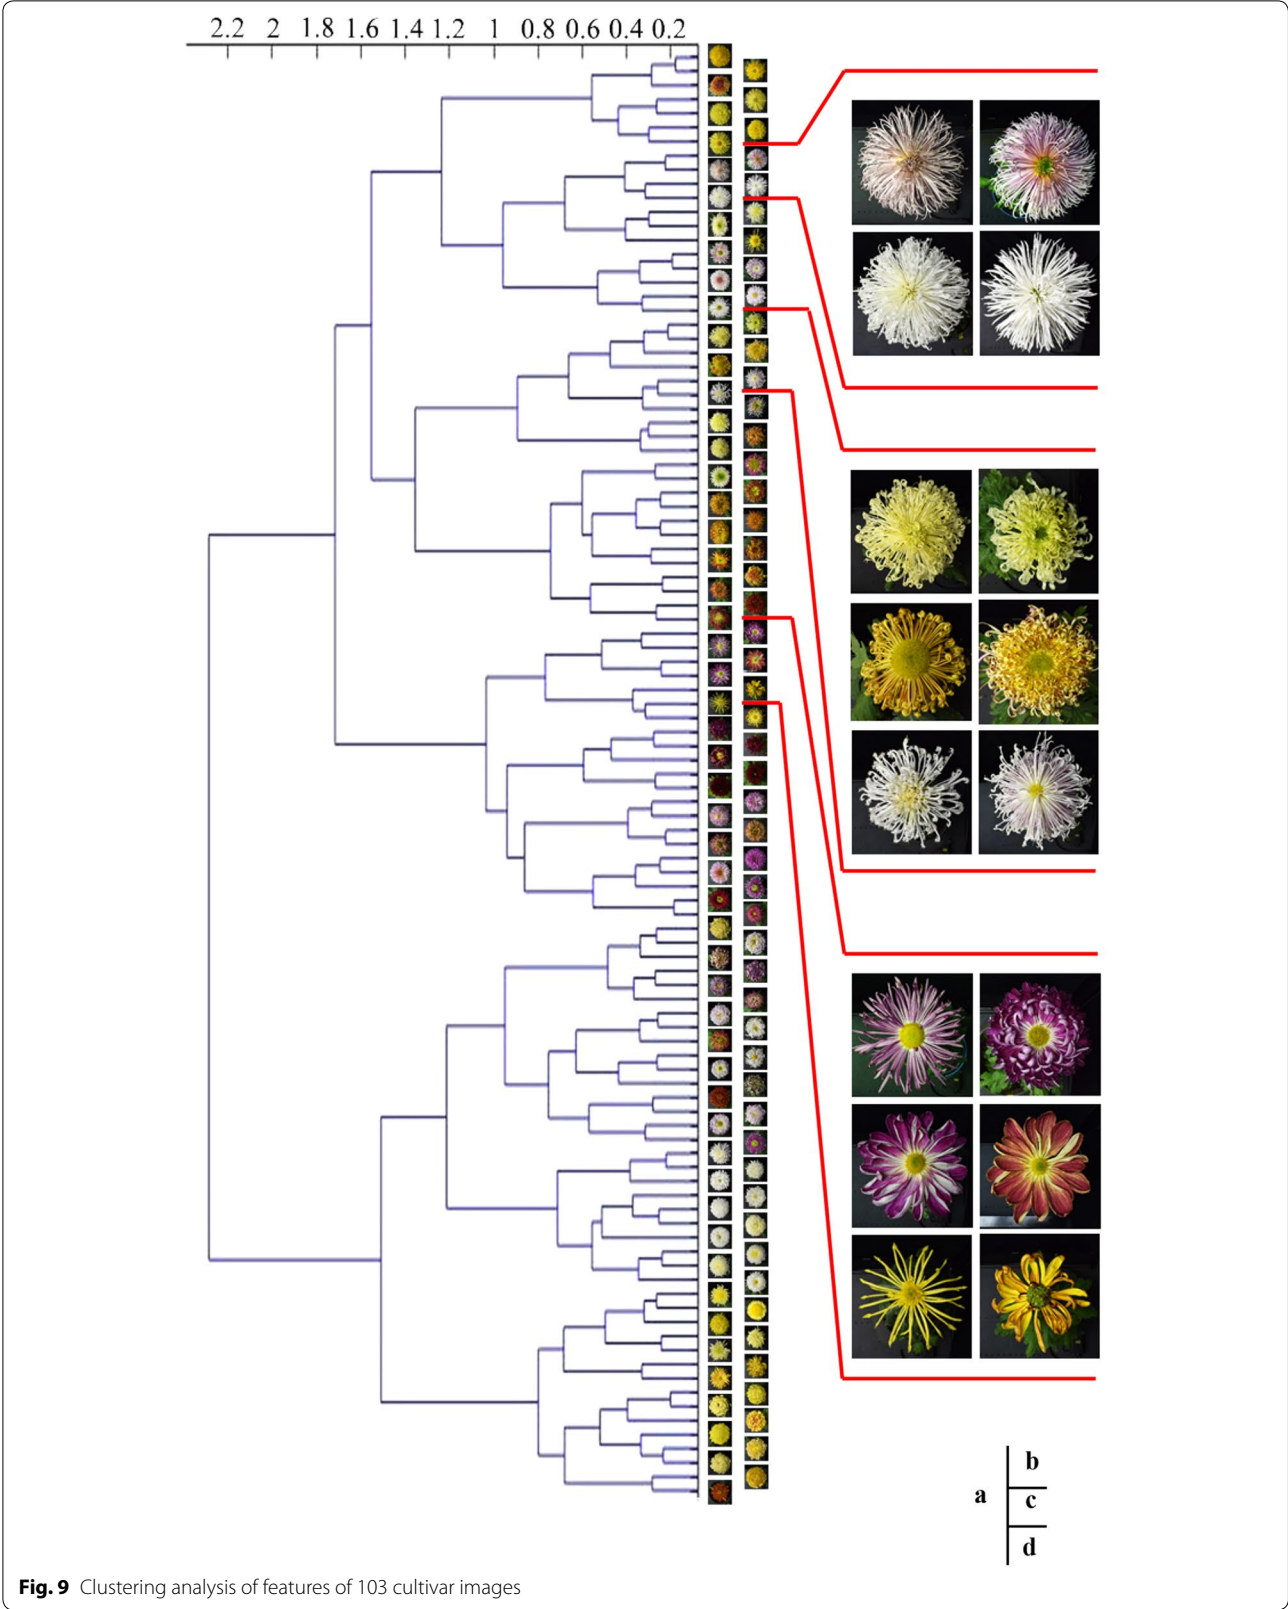 2.2 2 1.8 1.6 1.4 1.2 1 0.8 0.6 0.4 0.2
b
a c
d
Fig. 9 Clustering analysis of features of 103 cultivar images